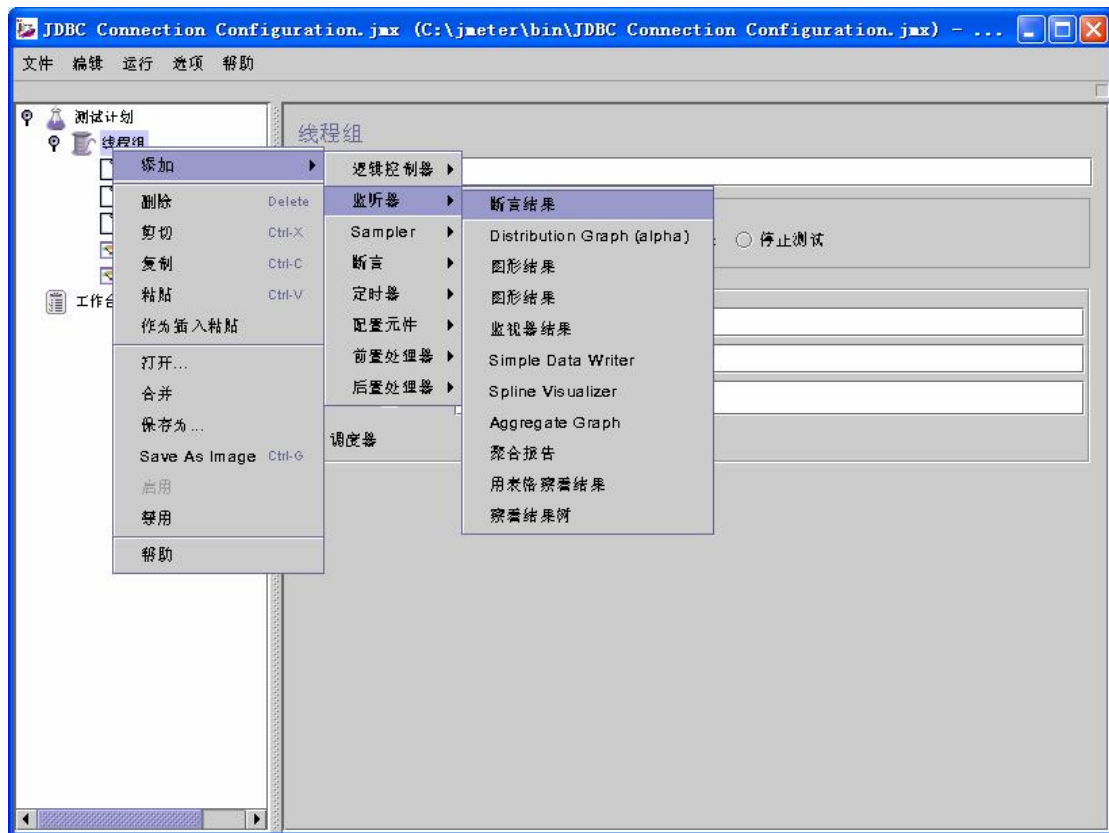 JDBC Connection Configuration.jmx (C:\jmeter\bin\JDBC Connection Configuration.jmx) - ...
文件 编辑 运行 选项 帮助
测试计划
线程组
工作台
线程组
添加
删除 Delete
剪切 Ctrl-X
复制 Ctrl-C
粘贴 Ctrl-V
作为插入粘贴
打开...
合并
保存为...
Save As Image Ctrl-G
启用
禁用
帮助
逻辑控制器
监听器
Sampler
断言
定时器
配置元件
前置处理器
后置处理器
断言结果
Distribution Graph (alpha)
图形结果
图形结果
监视器结果
Simple Data Writer
Spline Visualizer
Aggregate Graph
聚合报告
用表格察看结果
察看结果树
停止测试
调度器